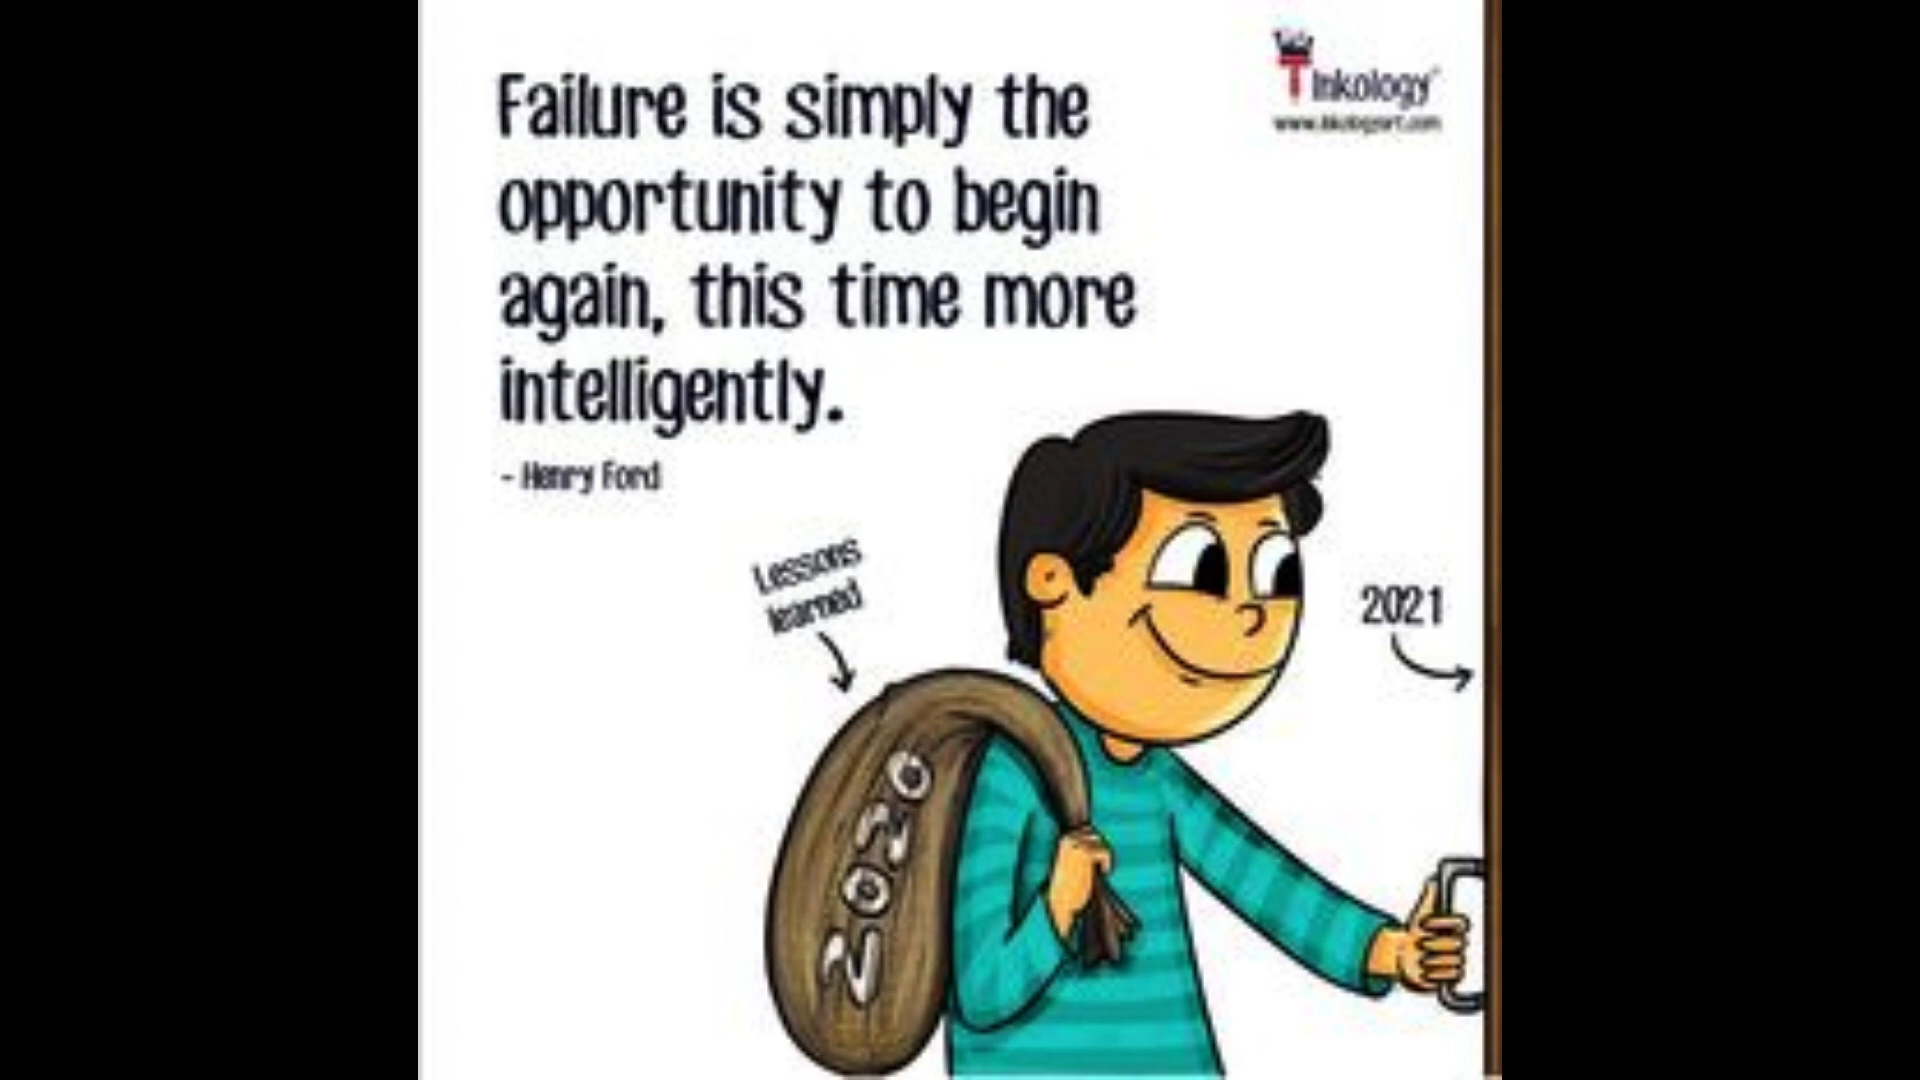 Failure is simply the
opportunity to begin
again, this time more
intelligently.
- Henry Ford
Inkology
Lessons
learned
2021
2020